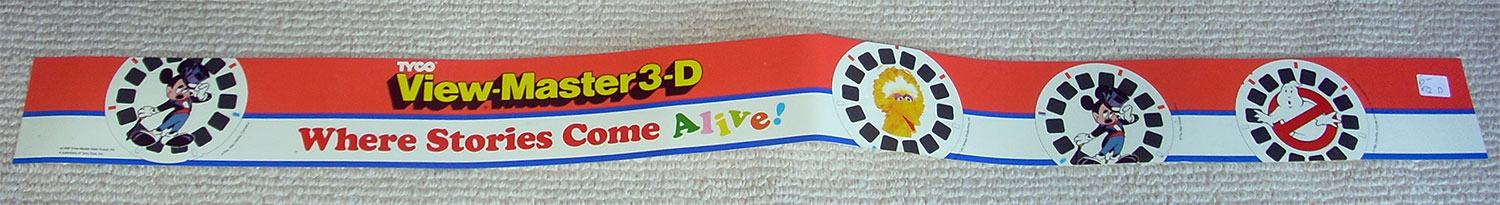 TYCO
View-Master 3-D
Where Stories Come Alive!